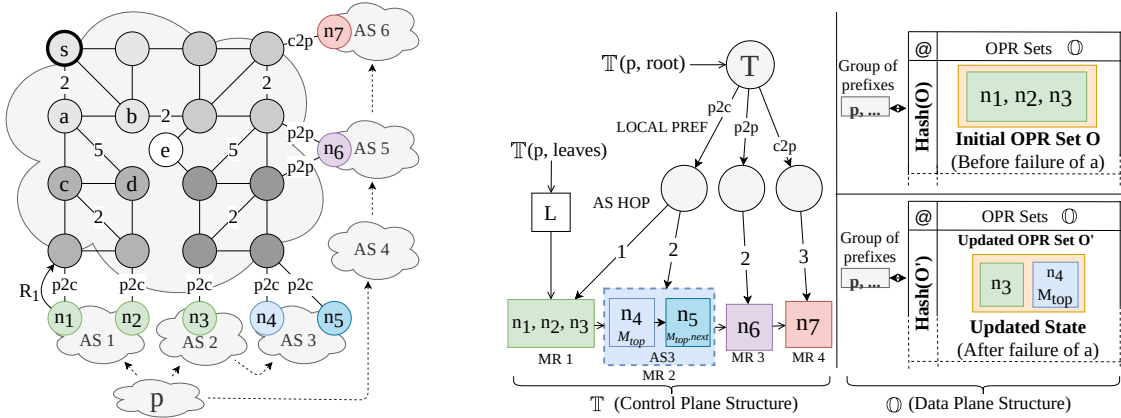 s
n7
AS 6
c2p
2
2
a
b
2
p2p
n6
AS 5
e
5
5
p2p
c
d
2
2
AS 4
R1
p2c
p2c
p2c
p2c
p2c
n1
n2
n3
n4
n5
AS 1
AS 2
AS 3
p
𝕋(p, root)
T
p2c
p2p
c2p
LOCAL PREF
𝕋(p, leaves)
L
AS HOP
1
2
2
3
n1, n2, n3
n4
Mtop
n5
Mtop.next
n6
n7
MR 1
AS3
MR 2
MR 3
MR 4
𝕋 (Control Plane Structure)
@
OPR Sets 𝕆
Group of
prefixes
p, ...
Hash(O)
n1, n2, n3
Initial OPR Set O
(Before failure of a)
@
OPR Sets 𝕆
Group of
prefixes
p, ...
Hash(O')
Updated OPR Set O'
n3
n4
Mtop
Updated State
(After failure of a)
𝕆 (Data Plane Structure)